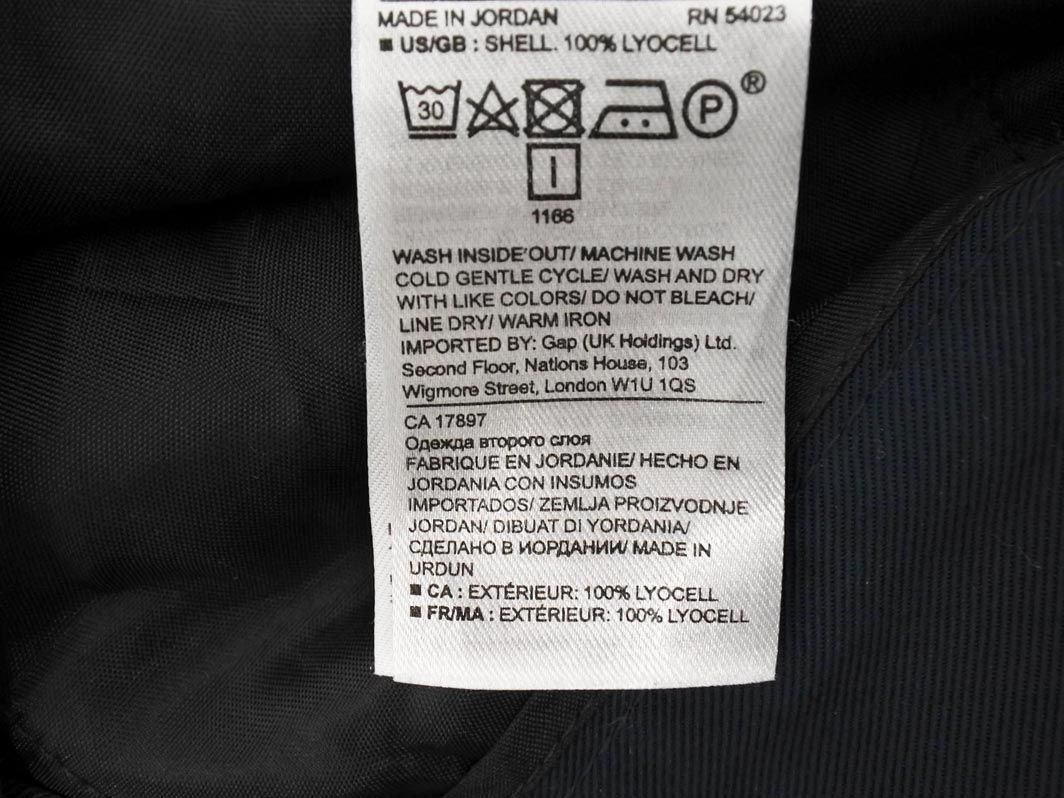 MADE IN JORDAN RN 54023
■ US/GB : SHELL. 100% LYOCELL
30 P ®
1166
WASH INSIDE OUT/ MACHINE WASH
COLD GENTLE CYCLE/ WASH AND DRY
WITH LIKE COLORS/ DO NOT BLEACH/
LINE DRY/ WARM IRON
IMPORTED BY: Gap (UK Holdings) Ltd.
Second Floor, Nations House, 103
Wigmore Street, London W1U 1QS
CA 17897
Одежда второго слоя
FABRIQUE EN JORDANIE/ HECHO EN
JORDANIA CON INSUMOS
IMPORTADOS/ ZEMLJA PROIZVODNJE
JORDAN/ DIBUAT DI YORDANIA/
СДЕЛАНО В ИОРДАНИИ/ MADE IN
URDUN
■ CA : EXTÉRIEUR: 100% LYOCELL
■ FR/MA : EXTÉRIEUR: 100% LYOCELL